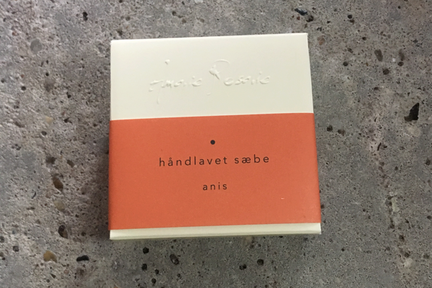 håndlavet sæbe
anis